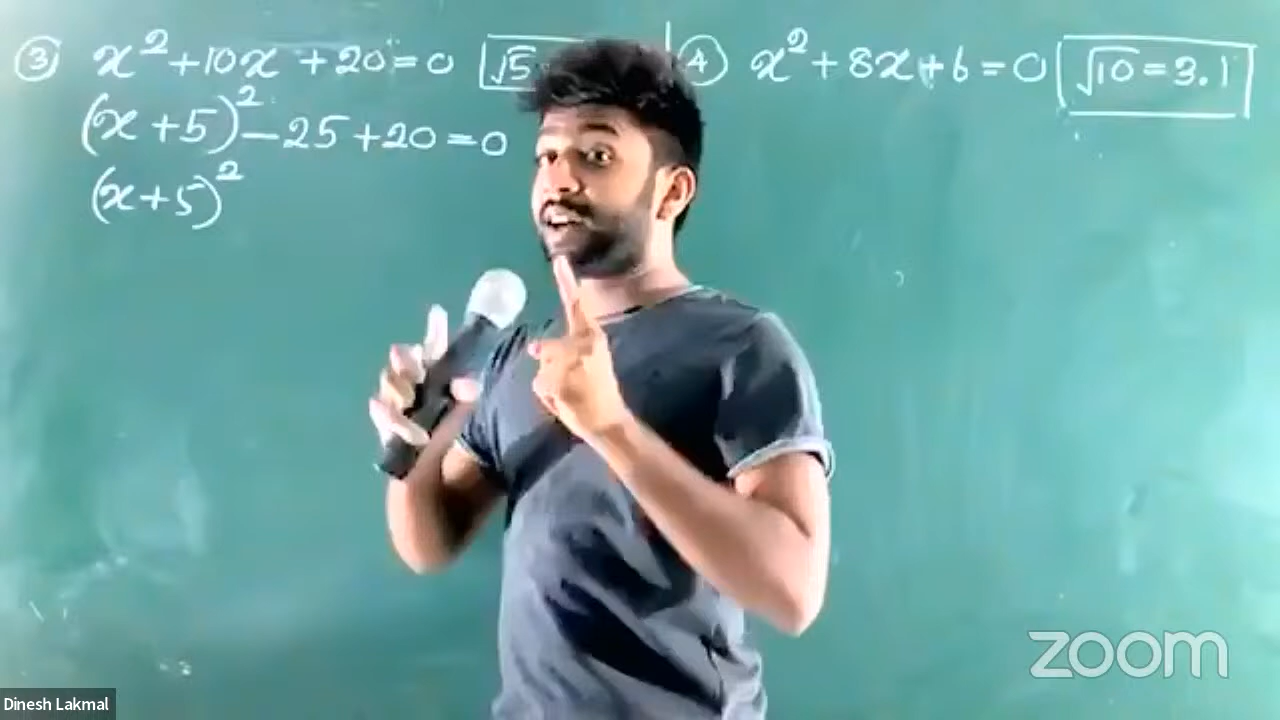 ③ x² + 10x + 20 = 0 √5
(x + 5)² – 25 + 20 = 0
(x + 5)²
④ x² + 8x + 6 = 0 √10 = 3.1
zoom
Dinesh Lakmal